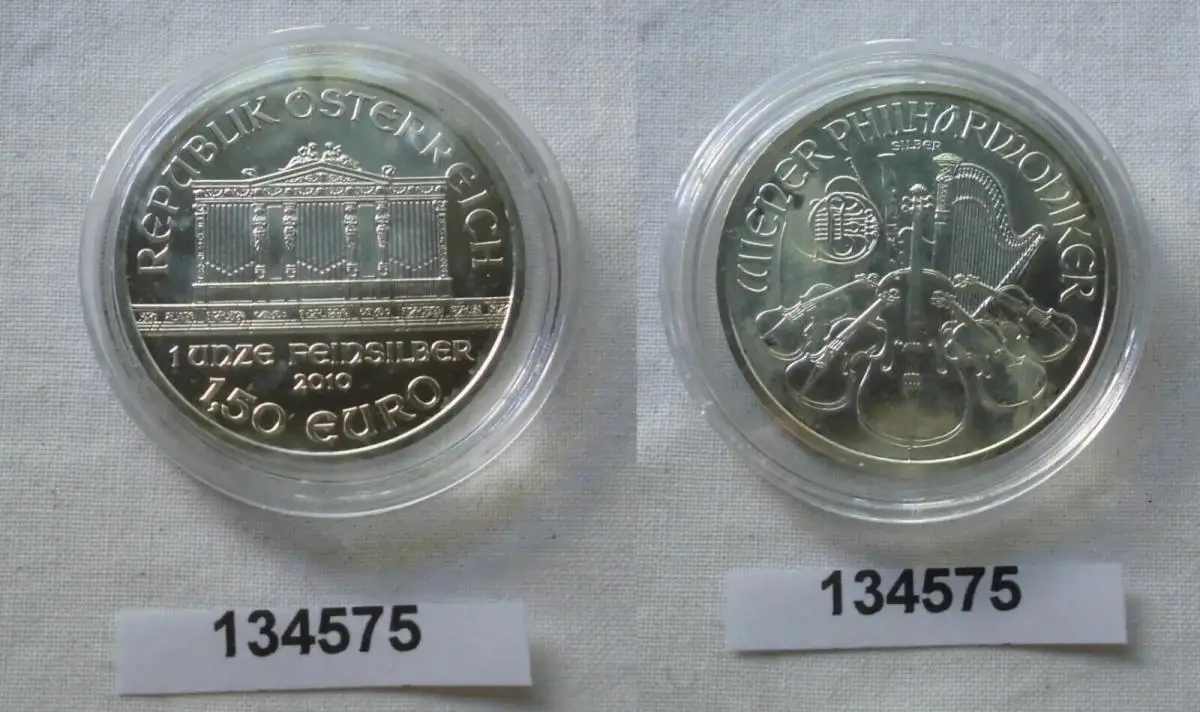 REPUBLIK ÖSTERREICH
1 UNZE FEINSILBER
2010
1,50 EURO
134575
WIENER PHILHARMONIKER
SILBER
134575